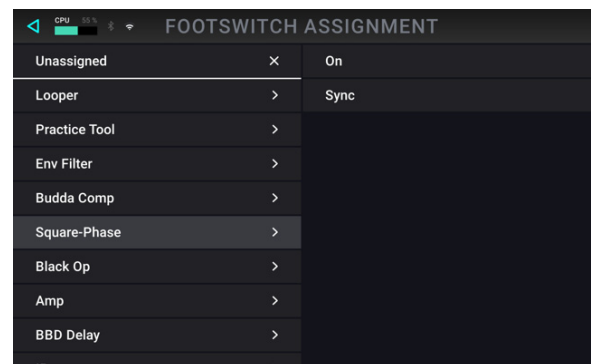 CPU 55 % FOOTSWITCH ASSIGNMENT
Unassigned On
Looper Sync
Practice Tool
Env Filter
Budda Comp
Square-Phase
Black Op
Amp
BBD Delay